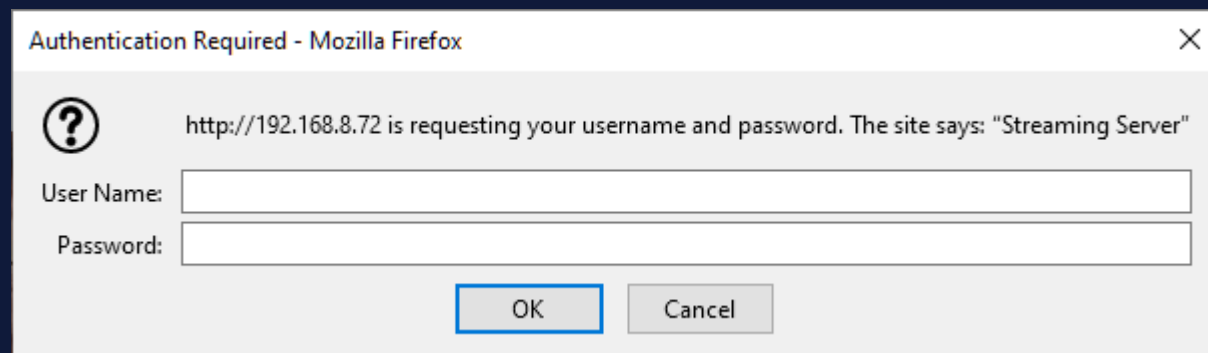 Authentication Required - Mozilla Firefox
http://192.168.8.72 is requesting your username and password. The site says: “Streaming Server”
User Name:
Password:
OK
Cancel